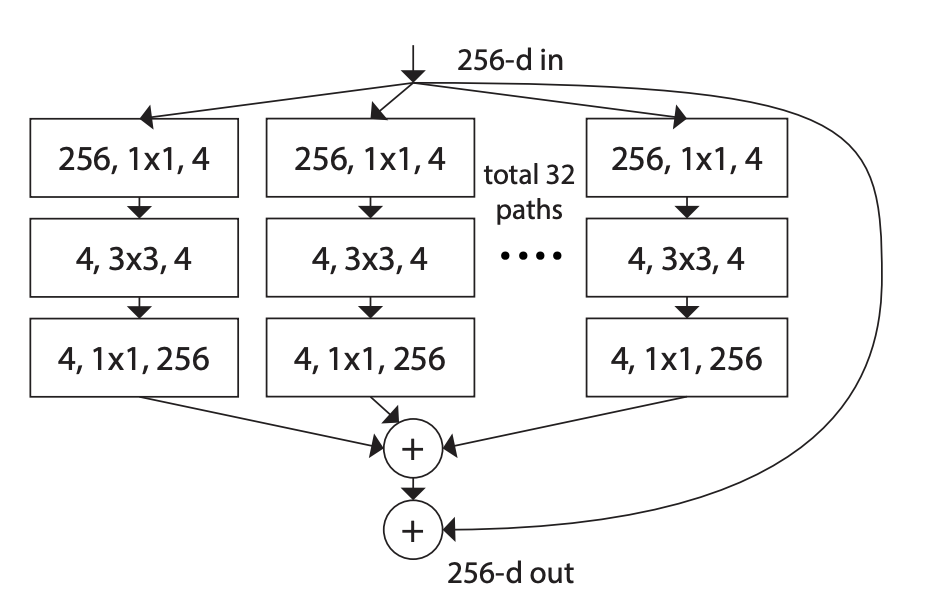 256-d in
256, 1x1, 4
256, 1x1, 4
total 32
paths
256, 1x1, 4
4, 3x3, 4
4, 3x3, 4
....
4, 3x3, 4
4, 1x1, 256
4, 1x1, 256
4, 1x1, 256
+
+
256-d out